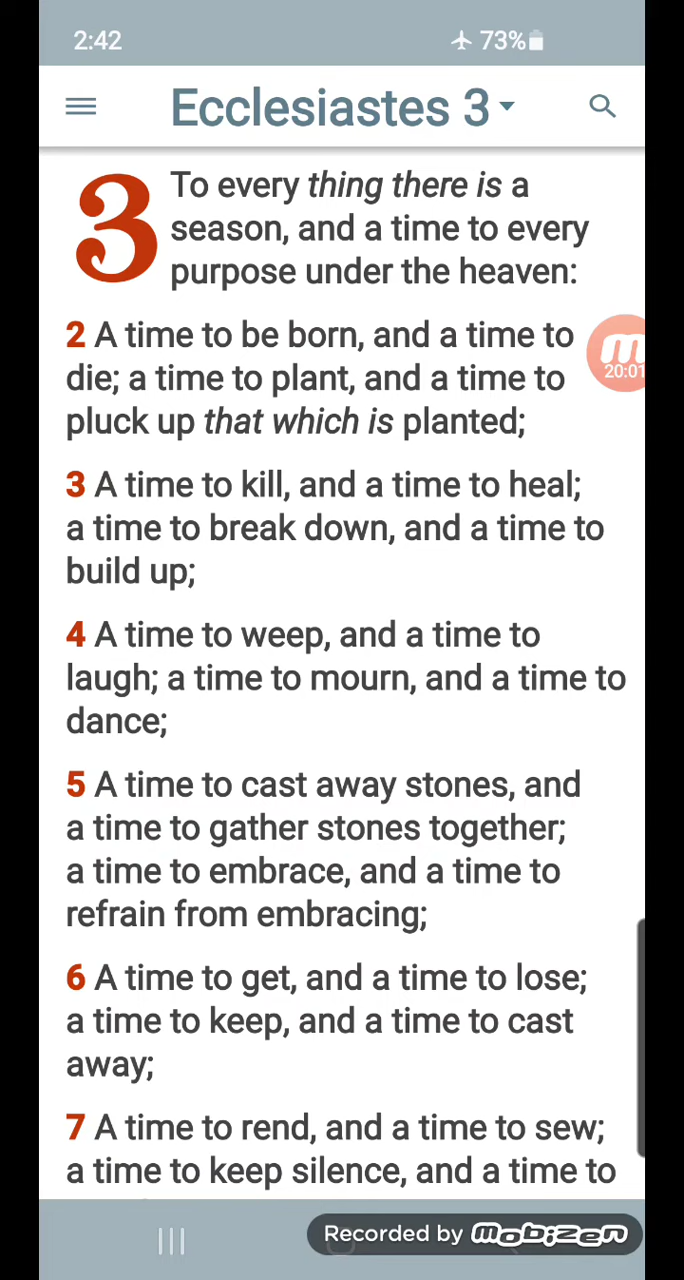 2:42 73%
Ecclesiastes 3
3 To every thing there is a
season, and a time to every
purpose under the heaven:
2 A time to be born, and a time to
die; a time to plant, and a time to
pluck up that which is planted;
m
20:01
3 A time to kill, and a time to heal;
a time to break down, and a time to
build up;
4 A time to weep, and a time to
laugh; a time to mourn, and a time to
dance;
5 A time to cast away stones, and
a time to gather stones together;
a time to embrace, and a time to
refrain from embracing;
6 A time to get, and a time to lose;
a time to keep, and a time to cast
away;
7 A time to rend, and a time to sew;
a time to keep silence, and a time to
Recorded by mobizen